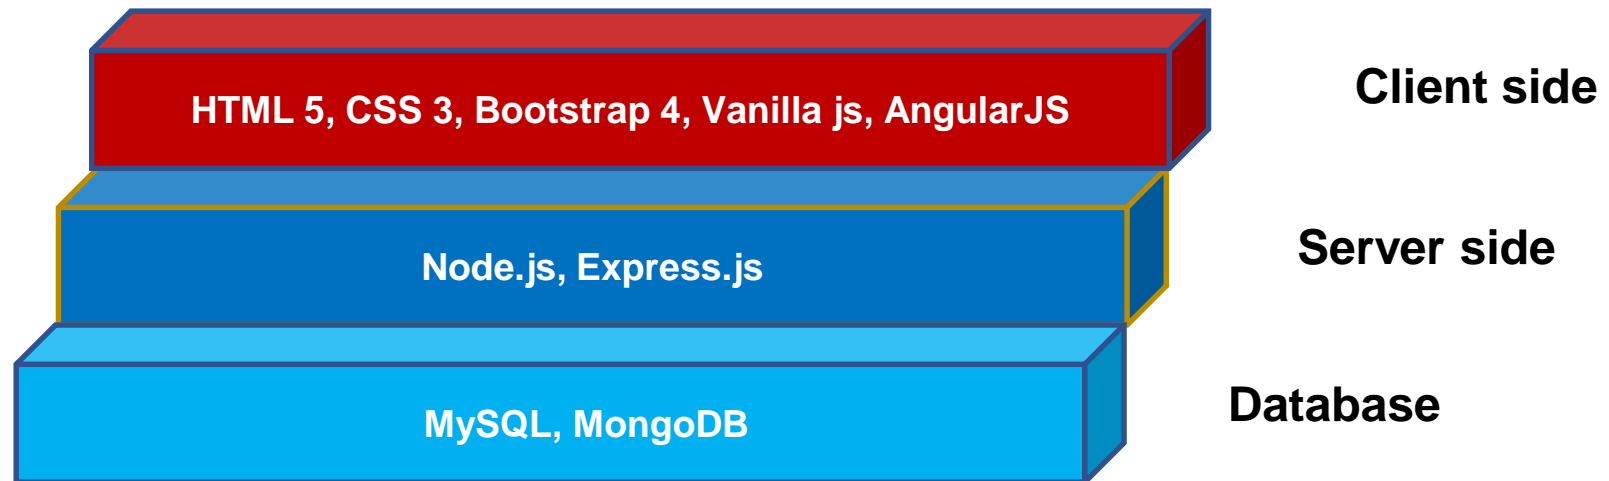 HTML 5, CSS 3, Bootstrap 4, Vanilla js, AngularJS
Client side
Node.js, Express.js
Server side
MySQL, MongoDB
Database